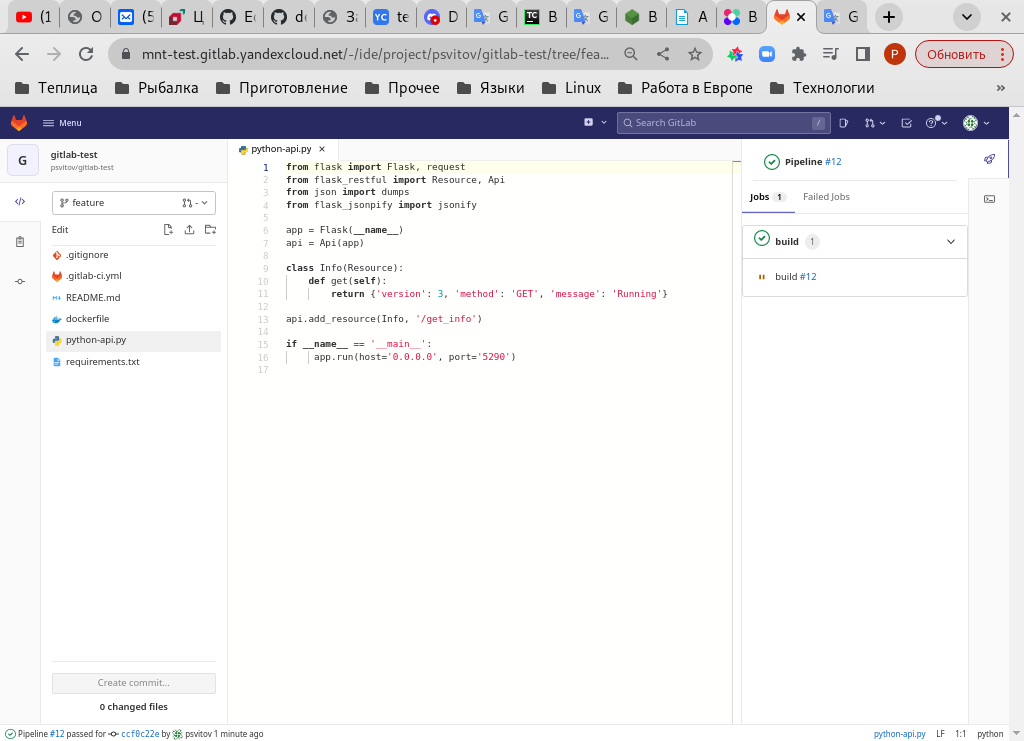 (1 O (5 Ц E d З te D G B G B A B G
mnt-test.gitlab.yandexcloud.net/-/ide/project/psvitov/gitlab-test/tree/fea... P Обновить
Теплица Рыбалка Приготовление Прочее Языки Linux Работа в Европе Технологии »
Menu Search GitLab /
G gitlab-test
psvitov/gitlab-test
feature -
Edit
.gitignore
.gitlab-ci.yml
README.md
dockerfile
python-api.py
requirements.txt
Create commit...
0 changed files
python-api.py
1 from flask import Flask, request
2 from flask_restful import Resource, Api
3 from json import dumps
4 from flask_jsonpify import jsonify
5
6 app = Flask(__name__)
7 api = Api(app)
8
9 class Info(Resource):
10 def get(self):
11 return {'version': 3, 'method': 'GET', 'message': 'Running'}
12
13 api.add_resource(Info, '/get_info')
14
15 if __name__ == '__main__':
16 app.run(host='0.0.0.0', port='5290')
17
Pipeline #12
Jobs 1 Failed Jobs
build 1
build #12
Pipeline #12 passed for ccf0c22e by psvitov 1 minute ago
python-api.py LF 1:1 python